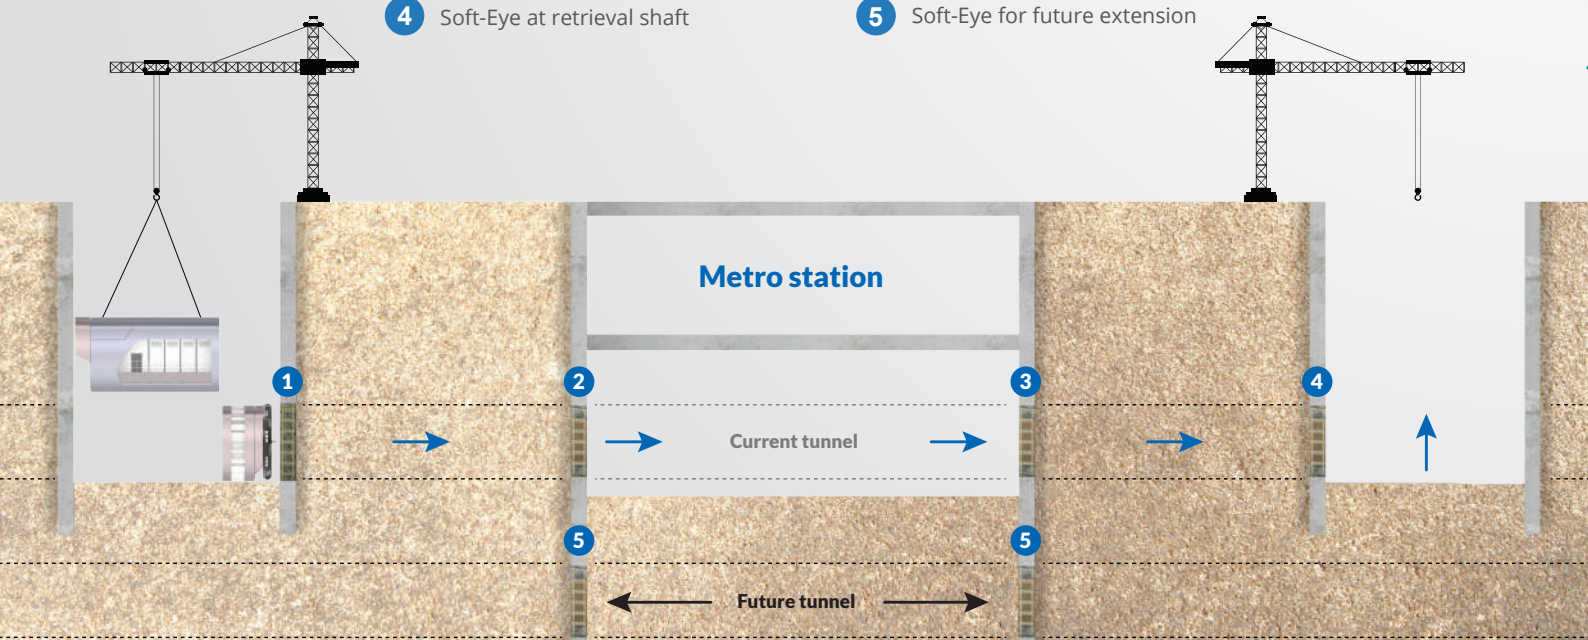 4 Soft-Eye at retrieval shaft
5 Soft-Eye for future extension
Metro station
1
2
3
4
Current tunnel
5
5
Future tunnel